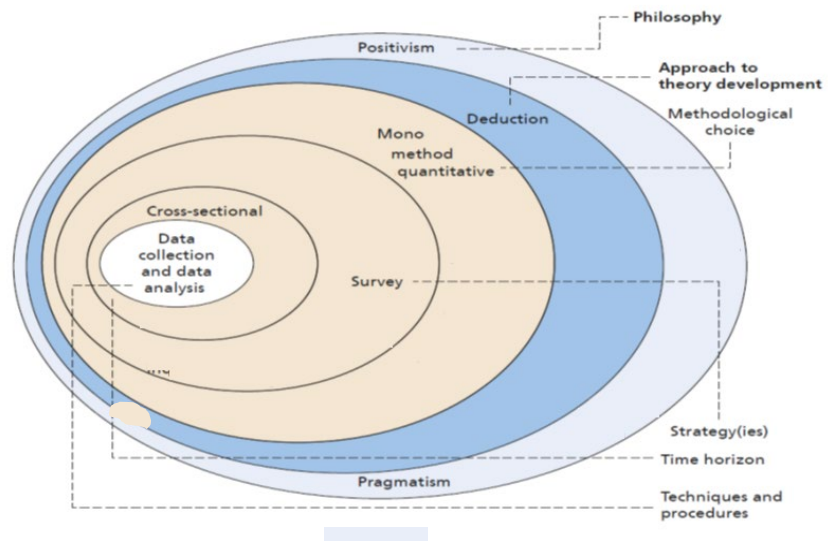 Philosophy
Positivism
Approach to
theory development
Deduction
Methodological
choice
Mono
method
quantitative
Cross-sectional
Data
collection
and data
analysis
Survey
Strategy(ies)
Time horizon
Pragmatism
Techniques and
procedures